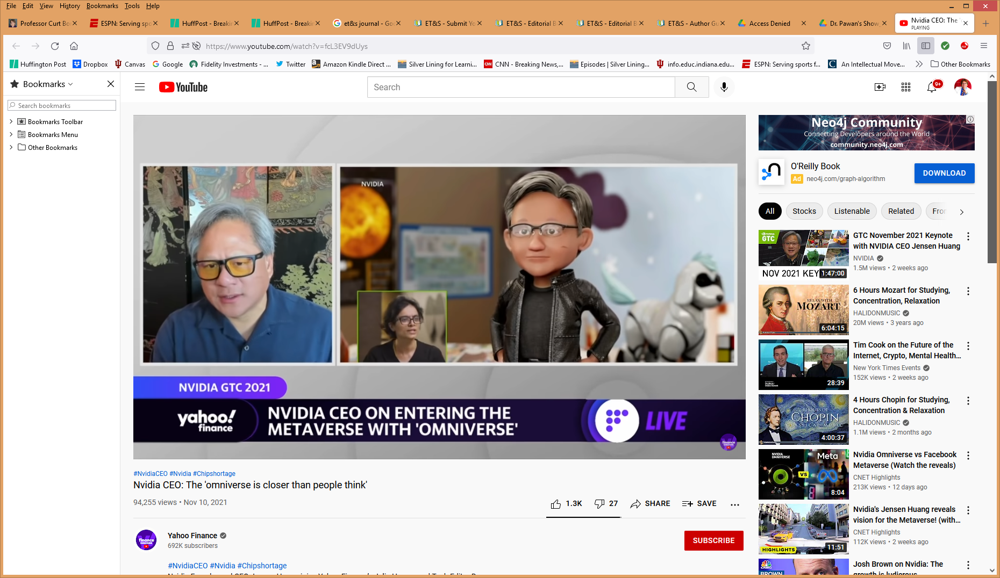 File Edit View History Bookmarks Tools Help
Professor Curt Bo
ESPN: Serving spo
HuffPost - Breakin
HuffPost - Breakin
et&s journal - Goo
ET&S - Submit Yo
ET&S - Editorial B
ET&S - Editorial B
ET&S - Author Gu
Access Denied
Dr. Pawan's Show
Nvidia CEO: The 'o
PLAYING
https://www.youtube.com/watch?v=fcL3EV9dUys
Huffington Post Dropbox Canvas Google Fidelity Investments - ... Twitter Amazon Kindle Direct ... Silver Lining for Learni... CNN - Breaking News,... Episodes | Silver Lining... info.educ.indiana.edu... ESPN: Serving sports f... An Intellectual Move... Other Bookmarks
Bookmarks
Search bookmarks
Bookmarks Toolbar
Bookmarks Menu
Other Bookmarks
YouTube
Search
9+
NVIDIA
NVIDIA GTC 2021
yahoo!
finance
NVIDIA CEO ON ENTERING THE
METAVERSE WITH 'OMNIVERSE'
LIVE
finance
#NvidiaCEO #Nvidia #Chipshortage
Nvidia CEO: The 'omniverse is closer than people think'
94,255 views • Nov 10, 2021
1.3K 27 SHARE SAVE ...
finance
SUBSCRIBE
Yahoo Finance
692K subscribers
SUBSCRIBE
#NvidiaCEO #Nvidia #Chipshortage
Neo4j Community
Connecting Developers around the World
community.neo4j.com
O'Reilly Book
Ad neo4j.com/graph-algorithm
DOWNLOAD
All Stocks Listenable Related Fror
NVIDIA
GTC
NOV 2021 KEY
1:47:00
GTC November 2021 Keynote
with NVIDIA CEO Jensen Huang
NVIDIA
1.5M views • 2 weeks ago
RELAX WITH
MOZART
6:04:15
6 Hours Mozart for Studying,
Concentration, Relaxation
HALIDONMUSIC
20M views • 3 years ago
28:39
Tim Cook on the Future of the
Internet, Crypto, Mental Health...
New York Times Events
152K views • 2 weeks ago
4 HOURS OF
CHOPIN
CLASSICAL MUSIC
4:00:37
4 Hours Chopin for Studying,
Concentration & Relaxation
HALIDONMUSIC
1.1M views • 2 months ago
NVIDIA
OMNIVERSE
VS
Meta
8:04
Nvidia Omniverse vs Facebook
Metaverse (Watch the reveals)
CNET Highlights
213K views • 12 days ago
HIGHLIGHTS
11:51
Nvidia's Jensen Huang reveals
vision for the Metaverse! (with...
CNET Highlights
112K views • 2 weeks ago
CNBC
BROWN
Josh Brown on Nvidia: The
growth is ludicrous